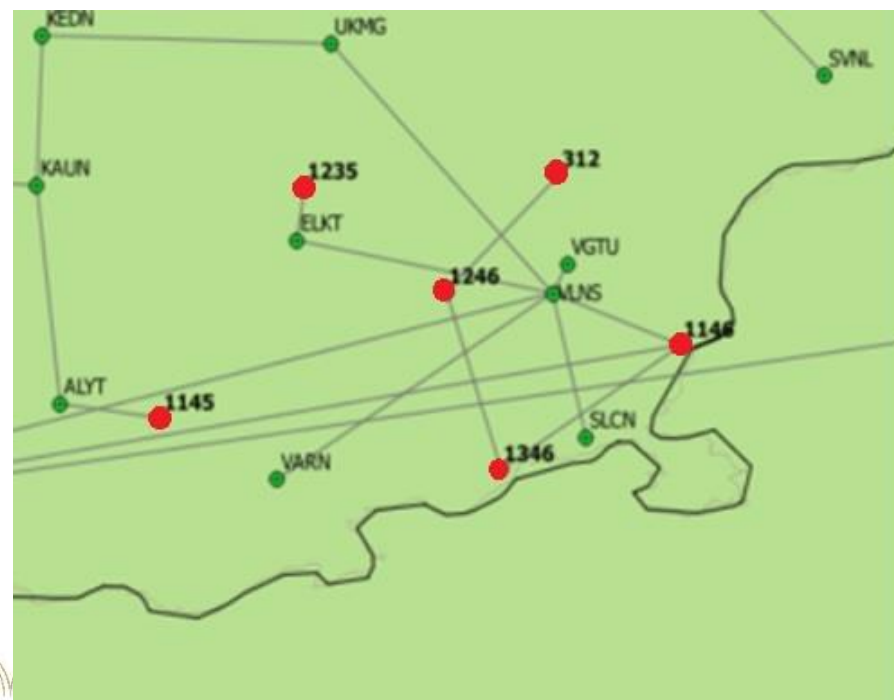 KEDN
UKMG
SVNL
KAUN
1235
312
ELKT
VGTU
1246
VLNS
1146
ALYT
1145
SLCN
VARN
1346